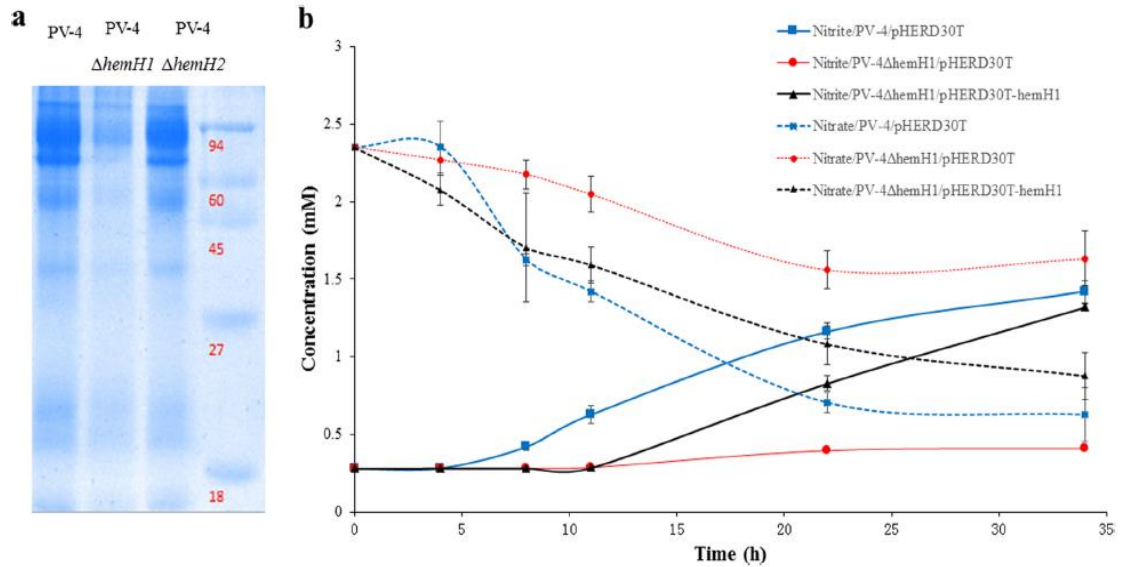 a
PV-4 PV-4 PV-4
ΔhemH1 ΔhemH2
94
60
45
27
18
b
Nitrite/PV-4/pHERD30T
Nitrite/PV-4ΔhemH1/pHERD30T
Nitrite/PV-4ΔhemH1/pHERD30T-hemH1
Nitrate/PV-4/pHERD30T
Nitrate/PV-4ΔhemH1/pHERD30T
Nitrate/PV-4ΔhemH1/pHERD30T-hemH1
Concentration (mM)
3
2.5
2
1.5
1
0.5
0
0 5 10 15 20 25 30 35
Time (h)